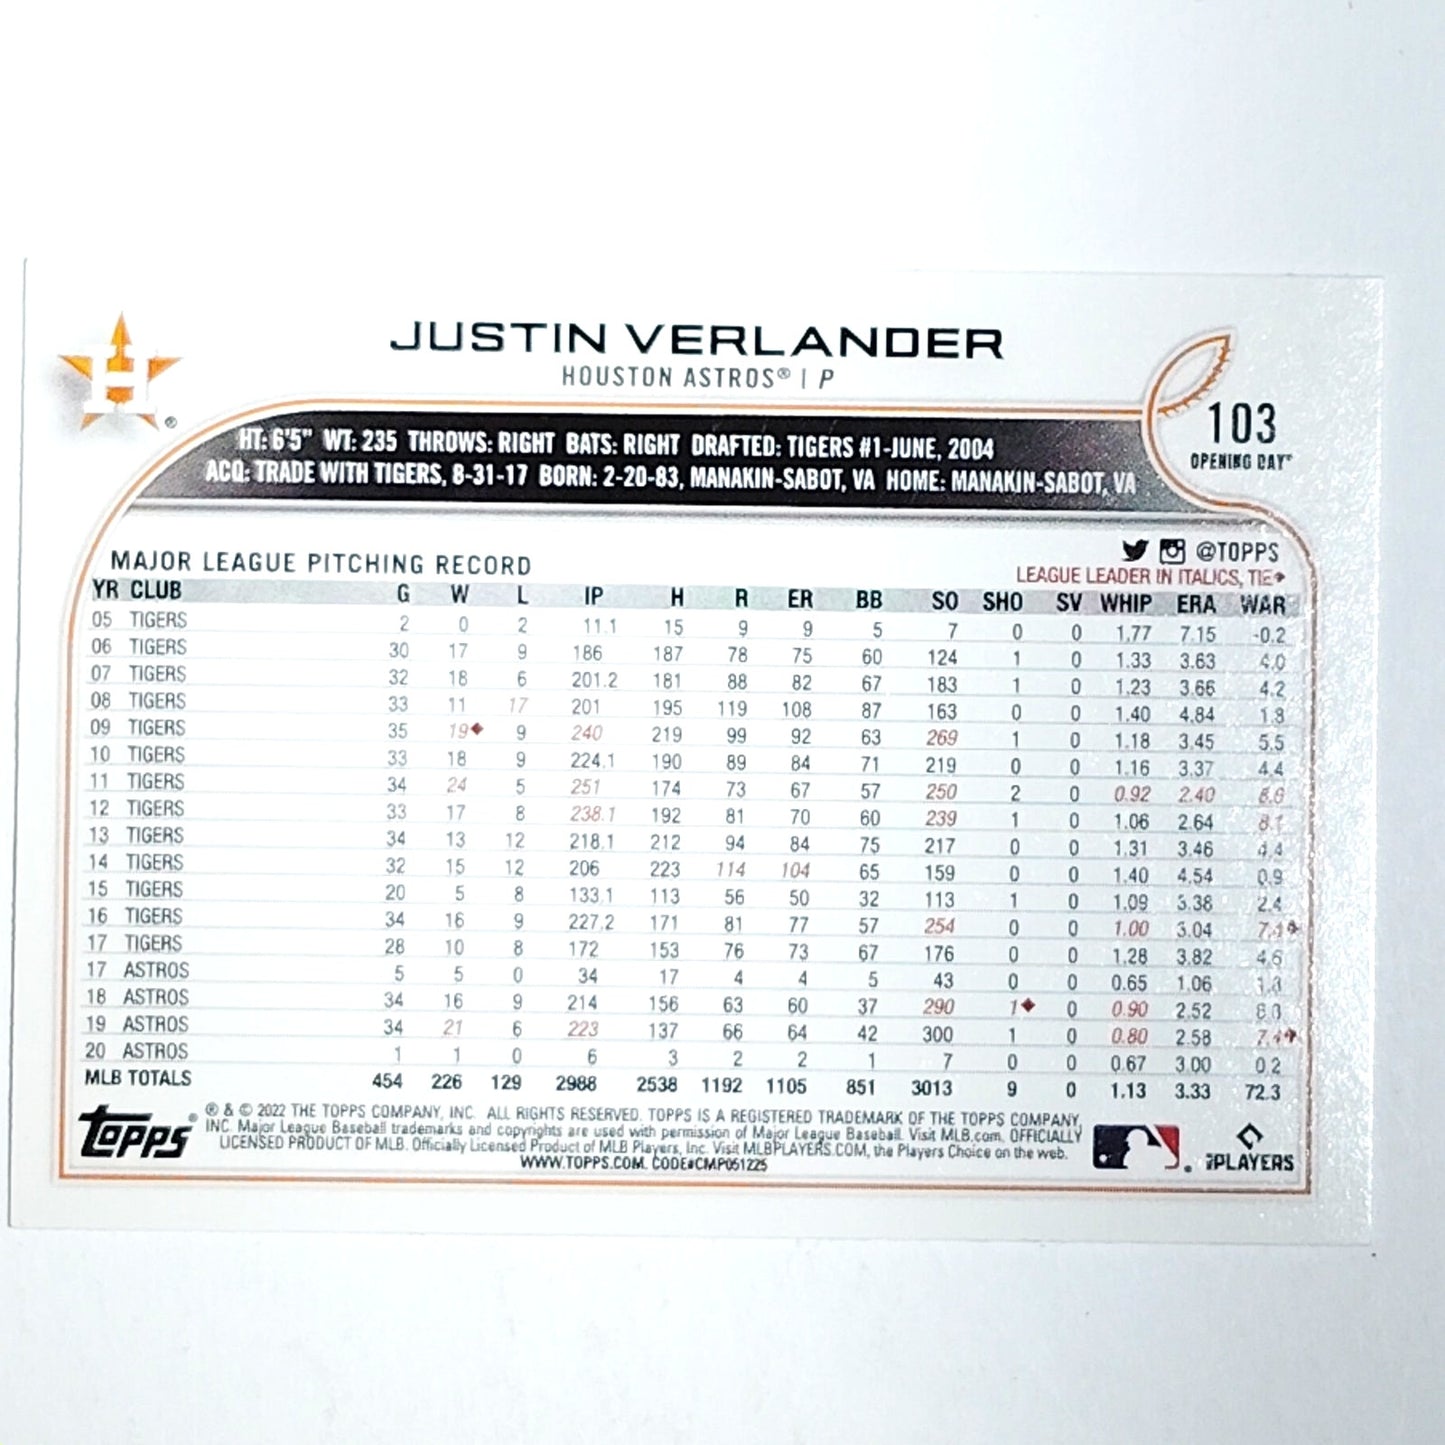 JUSTIN VERLANDER
HOUSTON ASTROS® | P
H ®
103
OPENING DAY®
HT: 6'5" WT: 235 THROWS: RIGHT BATS: RIGHT DRAFTED: TIGERS #1-JUNE, 2004
ACQ: TRADE WITH TIGERS, 8-31-17 BORN: 2-20-83, MANAKIN-SABOT, VA HOME: MANAKIN-SABOT, VA
@TOPPS
MAJOR LEAGUE PITCHING RECORD
LEAGUE LEADER IN ITALICS, TIE◆
YR CLUB G W L IP H R ER BB SO SHO SV WHIP ERA WAR
05 TIGERS 2 0 2 11.1 15 9 9 5 7 0 0 1.77 7.15 -0.2
06 TIGERS 30 17 9 186 187 78 75 60 124 1 0 1.33 3.63 4.0
07 TIGERS 32 18 6 201.2 181 88 82 67 183 1 0 1.23 3.66 4.2
08 TIGERS 33 11 17 201 195 119 108 87 163 0 0 1.40 4.84 1.8
09 TIGERS 35 19◆ 9 240 219 99 92 63 269 1 0 1.18 3.45 5.5
10 TIGERS 33 18 9 224.1 190 89 84 71 219 0 0 1.16 3.37 4.4
11 TIGERS 34 24 5 251 174 73 67 57 250 2 0 0.92 2.40
12 TIGERS 33 17 8 238.1 192 81 70 60 239 1 0 1.06 2.64 8.1
13 TIGERS 34 13 12 218.1 212 94 84 75 217 0 0 1.31 3.46 4.4
14 TIGERS 32 15 12 206 223 114 104 65 159 0 0 1.40 4.54 0.9
15 TIGERS 20 5 8 133.1 113 56 50 32 113 1 0 1.09 3.38 2.4
16 TIGERS 34 16 9 227.2 171 81 77 57 254 0 0 1.00 3.04 7.4◆
17 TIGERS 28 10 8 172 153 76 73 67 176 0 0 1.28 3.82 4.6
17 ASTROS 5 5 0 34 17 4 4 5 43 0 0 0.65 1.06
18 ASTROS 34 16 9 214 156 63 60 37 290 1◆ 0 0.90 2.52
19 ASTROS 34 21 6 223 137 66 64 42 300 1 0 0.80 2.58 7.4◆
20 ASTROS 1 1 0 6 3 2 2 1 7 0 0 0.67 3.00 0.2
MLB TOTALS 454 226 129 2988 2538 1192 1105 851 3013 9 0 1.13 3.33 72.3
topps ®
® & © 2022 THE TOPPS COMPANY, INC. ALL RIGHTS RESERVED. TOPPS IS A REGISTERED TRADEMARK OF THE TOPPS COMPANY,
INC. Major League Baseball trademarks and copyrights are used with permission of Major League Baseball. Visit MLB.com. OFFICIALLY
LICENSED PRODUCT OF MLB. Officially Licensed Product of MLB Players, Inc. Visit MLBPLAYERS.COM, the Players Choice on the web.
WWW.TOPPS.COM. CODE#CMP051225
PLAYERS